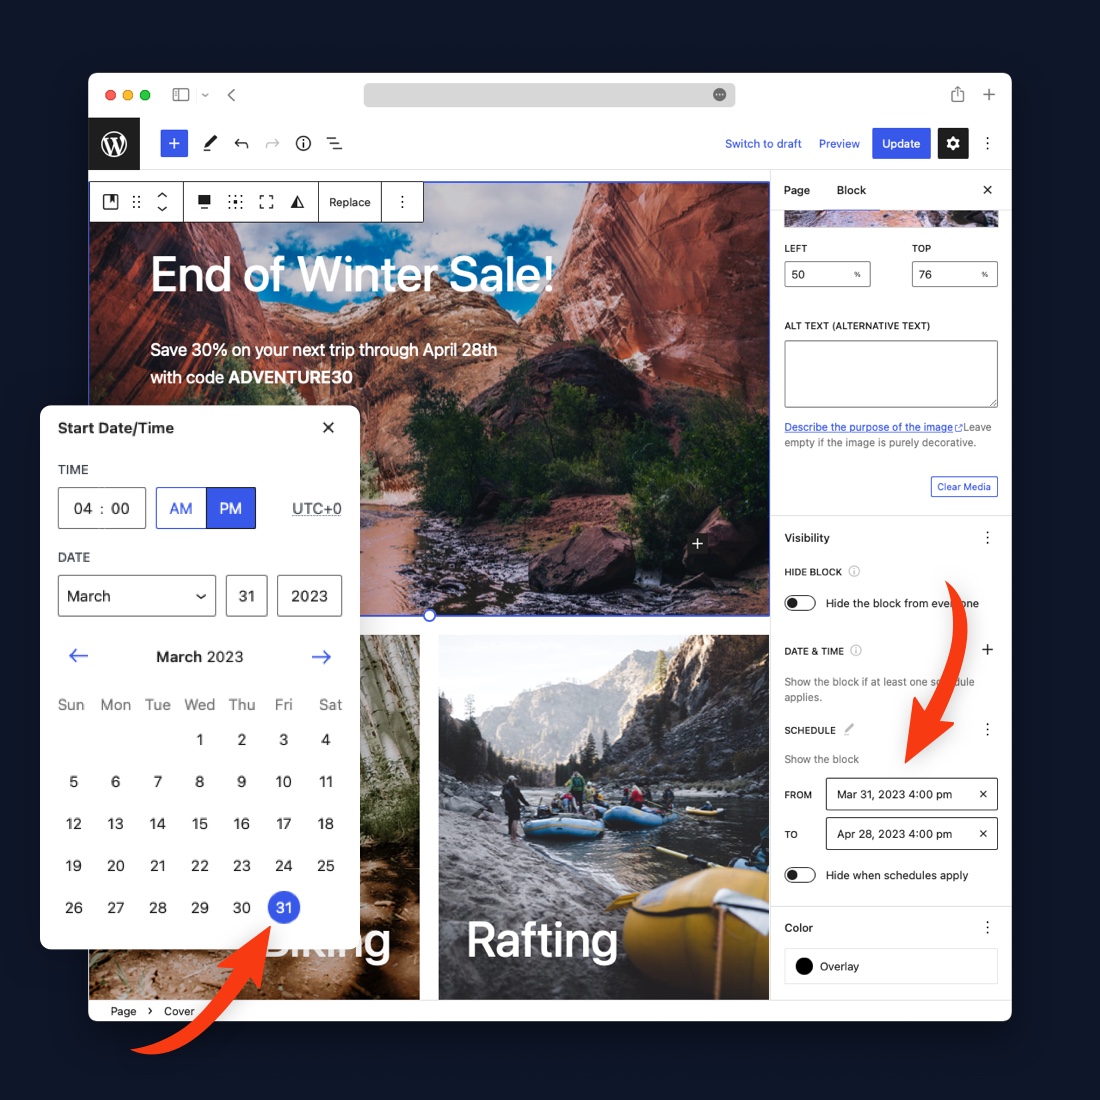 Switch to draft
Preview
Update
Replace
End of Winter Sale!
Save 30% on your next trip through April 28th
with code ADVENTURE30
Start Date/Time
TIME
04 : 00
AM
PM
UTC+0
DATE
March
31
2023
March 2023
Sun Mon Tue Wed Thu Fri Sat
1 2 3 4
5 6 7 8 9 10 11
12 13 14 15 16 17 18
19 20 21 22 23 24 25
26 27 28 29 30 31
Biking
Rafting
Page
Block
LEFT
TOP
50 %
76 %
ALT TEXT (ALTERNATIVE TEXT)
Describe the purpose of the image Leave
empty if the image is purely decorative.
Clear Media
Visibility
HIDE BLOCK
Hide the block from everyone
DATE & TIME
Show the block if at least one schedule
applies.
SCHEDULE
Show the block
FROM
Mar 31, 2023 4:00 pm
TO
Apr 28, 2023 4:00 pm
Hide when schedules apply
Color
Overlay
Page > Cover